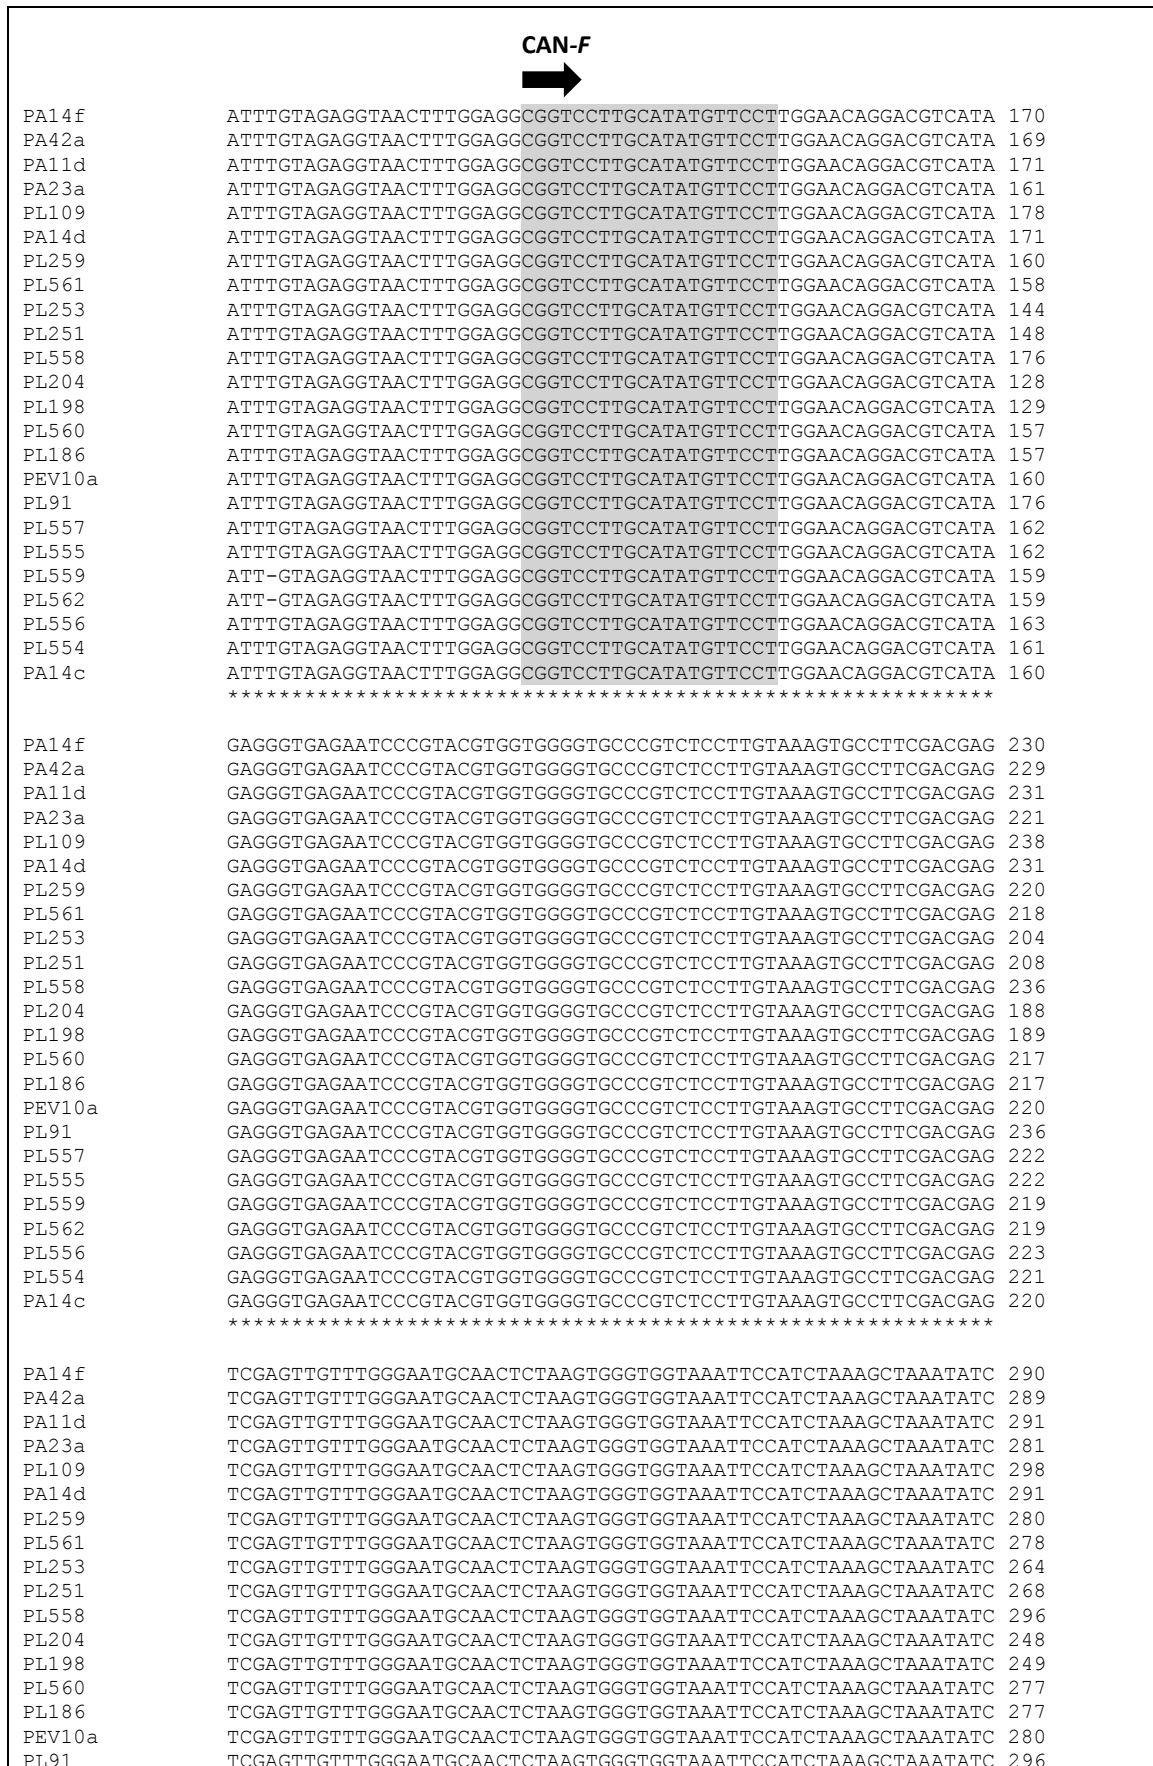 CAN-F
PA14f ATTTGTAGAGGTAACTTTGGAGGCGGTCCTTGCATATGTTCCTTGGAACAGGACGTCATA 170
PA42a ATTTGTAGAGGTAACTTTGGAGGCGGTCCTTGCATATGTTCCTTGGAACAGGACGTCATA 169
PA11d ATTTGTAGAGGTAACTTTGGAGGCGGTCCTTGCATATGTTCCTTGGAACAGGACGTCATA 171
PA23a ATTTGTAGAGGTAACTTTGGAGGCGGTCCTTGCATATGTTCCTTGGAACAGGACGTCATA 161
PL109 ATTTGTAGAGGTAACTTTGGAGGCGGTCCTTGCATATGTTCCTTGGAACAGGACGTCATA 178
PA14d ATTTGTAGAGGTAACTTTGGAGGCGGTCCTTGCATATGTTCCTTGGAACAGGACGTCATA 171
PL259 ATTTGTAGAGGTAACTTTGGAGGCGGTCCTTGCATATGTTCCTTGGAACAGGACGTCATA 160
PL561 ATTTGTAGAGGTAACTTTGGAGGCGGTCCTTGCATATGTTCCTTGGAACAGGACGTCATA 158
PL253 ATTTGTAGAGGTAACTTTGGAGGCGGTCCTTGCATATGTTCCTTGGAACAGGACGTCATA 144
PL251 ATTTGTAGAGGTAACTTTGGAGGCGGTCCTTGCATATGTTCCTTGGAACAGGACGTCATA 148
PL558 ATTTGTAGAGGTAACTTTGGAGGCGGTCCTTGCATATGTTCCTTGGAACAGGACGTCATA 176
PL204 ATTTGTAGAGGTAACTTTGGAGGCGGTCCTTGCATATGTTCCTTGGAACAGGACGTCATA 128
PL198 ATTTGTAGAGGTAACTTTGGAGGCGGTCCTTGCATATGTTCCTTGGAACAGGACGTCATA 129
PL560 ATTTGTAGAGGTAACTTTGGAGGCGGTCCTTGCATATGTTCCTTGGAACAGGACGTCATA 157
PL186 ATTTGTAGAGGTAACTTTGGAGGCGGTCCTTGCATATGTTCCTTGGAACAGGACGTCATA 157
PEV10a ATTTGTAGAGGTAACTTTGGAGGCGGTCCTTGCATATGTTCCTTGGAACAGGACGTCATA 160
PL91 ATTTGTAGAGGTAACTTTGGAGGCGGTCCTTGCATATGTTCCTTGGAACAGGACGTCATA 176
PL557 ATTTGTAGAGGTAACTTTGGAGGCGGTCCTTGCATATGTTCCTTGGAACAGGACGTCATA 162
PL555 ATTTGTAGAGGTAACTTTGGAGGCGGTCCTTGCATATGTTCCTTGGAACAGGACGTCATA 162
PL559 ATT-GTAGAGGTAACTTTGGAGGCGGTCCTTGCATATGTTCCTTGGAACAGGACGTCATA 159
PL562 ATT-GTAGAGGTAACTTTGGAGGCGGTCCTTGCATATGTTCCTTGGAACAGGACGTCATA 159
PL556 ATTTGTAGAGGTAACTTTGGAGGCGGTCCTTGCATATGTTCCTTGGAACAGGACGTCATA 163
PL554 ATTTGTAGAGGTAACTTTGGAGGCGGTCCTTGCATATGTTCCTTGGAACAGGACGTCATA 161
PA14c ATTTGTAGAGGTAACTTTGGAGGCGGTCCTTGCATATGTTCCTTGGAACAGGACGTCATA 160
************************************************************
PA14f GAGGGTGAGAATCCCGTACGTGGTGGGGTGCCCGTCTCCTTGTAAAGTGCCTTCGACGAG 230
PA42a GAGGGTGAGAATCCCGTACGTGGTGGGGTGCCCGTCTCCTTGTAAAGTGCCTTCGACGAG 229
PA11d GAGGGTGAGAATCCCGTACGTGGTGGGGTGCCCGTCTCCTTGTAAAGTGCCTTCGACGAG 231
PA23a GAGGGTGAGAATCCCGTACGTGGTGGGGTGCCCGTCTCCTTGTAAAGTGCCTTCGACGAG 221
PL109 GAGGGTGAGAATCCCGTACGTGGTGGGGTGCCCGTCTCCTTGTAAAGTGCCTTCGACGAG 238
PA14d GAGGGTGAGAATCCCGTACGTGGTGGGGTGCCCGTCTCCTTGTAAAGTGCCTTCGACGAG 231
PL259 GAGGGTGAGAATCCCGTACGTGGTGGGGTGCCCGTCTCCTTGTAAAGTGCCTTCGACGAG 220
PL561 GAGGGTGAGAATCCCGTACGTGGTGGGGTGCCCGTCTCCTTGTAAAGTGCCTTCGACGAG 218
PL253 GAGGGTGAGAATCCCGTACGTGGTGGGGTGCCCGTCTCCTTGTAAAGTGCCTTCGACGAG 204
PL251 GAGGGTGAGAATCCCGTACGTGGTGGGGTGCCCGTCTCCTTGTAAAGTGCCTTCGACGAG 208
PL558 GAGGGTGAGAATCCCGTACGTGGTGGGGTGCCCGTCTCCTTGTAAAGTGCCTTCGACGAG 236
PL204 GAGGGTGAGAATCCCGTACGTGGTGGGGTGCCCGTCTCCTTGTAAAGTGCCTTCGACGAG 188
PL198 GAGGGTGAGAATCCCGTACGTGGTGGGGTGCCCGTCTCCTTGTAAAGTGCCTTCGACGAG 189
PL560 GAGGGTGAGAATCCCGTACGTGGTGGGGTGCCCGTCTCCTTGTAAAGTGCCTTCGACGAG 217
PL186 GAGGGTGAGAATCCCGTACGTGGTGGGGTGCCCGTCTCCTTGTAAAGTGCCTTCGACGAG 217
PEV10a GAGGGTGAGAATCCCGTACGTGGTGGGGTGCCCGTCTCCTTGTAAAGTGCCTTCGACGAG 220
PL91 GAGGGTGAGAATCCCGTACGTGGTGGGGTGCCCGTCTCCTTGTAAAGTGCCTTCGACGAG 236
PL557 GAGGGTGAGAATCCCGTACGTGGTGGGGTGCCCGTCTCCTTGTAAAGTGCCTTCGACGAG 222
PL555 GAGGGTGAGAATCCCGTACGTGGTGGGGTGCCCGTCTCCTTGTAAAGTGCCTTCGACGAG 222
PL559 GAGGGTGAGAATCCCGTACGTGGTGGGGTGCCCGTCTCCTTGTAAAGTGCCTTCGACGAG 219
PL562 GAGGGTGAGAATCCCGTACGTGGTGGGGTGCCCGTCTCCTTGTAAAGTGCCTTCGACGAG 219
PL556 GAGGGTGAGAATCCCGTACGTGGTGGGGTGCCCGTCTCCTTGTAAAGTGCCTTCGACGAG 223
PL554 GAGGGTGAGAATCCCGTACGTGGTGGGGTGCCCGTCTCCTTGTAAAGTGCCTTCGACGAG 221
PA14c GAGGGTGAGAATCCCGTACGTGGTGGGGTGCCCGTCTCCTTGTAAAGTGCCTTCGACGAG 220
************************************************************
PA14f TCGAGTTGTTTGGGAATGCAACTCTAAGTGGGTGGTAAATTCCATCTAAAGCTAAATATC 290
PA42a TCGAGTTGTTTGGGAATGCAACTCTAAGTGGGTGGTAAATTCCATCTAAAGCTAAATATC 289
PA11d TCGAGTTGTTTGGGAATGCAACTCTAAGTGGGTGGTAAATTCCATCTAAAGCTAAATATC 291
PA23a TCGAGTTGTTTGGGAATGCAACTCTAAGTGGGTGGTAAATTCCATCTAAAGCTAAATATC 281
PL109 TCGAGTTGTTTGGGAATGCAACTCTAAGTGGGTGGTAAATTCCATCTAAAGCTAAATATC 298
PA14d TCGAGTTGTTTGGGAATGCAACTCTAAGTGGGTGGTAAATTCCATCTAAAGCTAAATATC 291
PL259 TCGAGTTGTTTGGGAATGCAACTCTAAGTGGGTGGTAAATTCCATCTAAAGCTAAATATC 280
PL561 TCGAGTTGTTTGGGAATGCAACTCTAAGTGGGTGGTAAATTCCATCTAAAGCTAAATATC 278
PL253 TCGAGTTGTTTGGGAATGCAACTCTAAGTGGGTGGTAAATTCCATCTAAAGCTAAATATC 264
PL251 TCGAGTTGTTTGGGAATGCAACTCTAAGTGGGTGGTAAATTCCATCTAAAGCTAAATATC 268
PL558 TCGAGTTGTTTGGGAATGCAACTCTAAGTGGGTGGTAAATTCCATCTAAAGCTAAATATC 296
PL204 TCGAGTTGTTTGGGAATGCAACTCTAAGTGGGTGGTAAATTCCATCTAAAGCTAAATATC 248
PL198 TCGAGTTGTTTGGGAATGCAACTCTAAGTGGGTGGTAAATTCCATCTAAAGCTAAATATC 249
PL560 TCGAGTTGTTTGGGAATGCAACTCTAAGTGGGTGGTAAATTCCATCTAAAGCTAAATATC 277
PL186 TCGAGTTGTTTGGGAATGCAACTCTAAGTGGGTGGTAAATTCCATCTAAAGCTAAATATC 277
PEV10a TCGAGTTGTTTGGGAATGCAACTCTAAGTGGGTGGTAAATTCCATCTAAAGCTAAATATC 280
PL91 TCGAGTTGTTTGGGAATGCAACTCTAAGTGGGTGGTAAATTCCATCTAAAGCTAAATATC 296